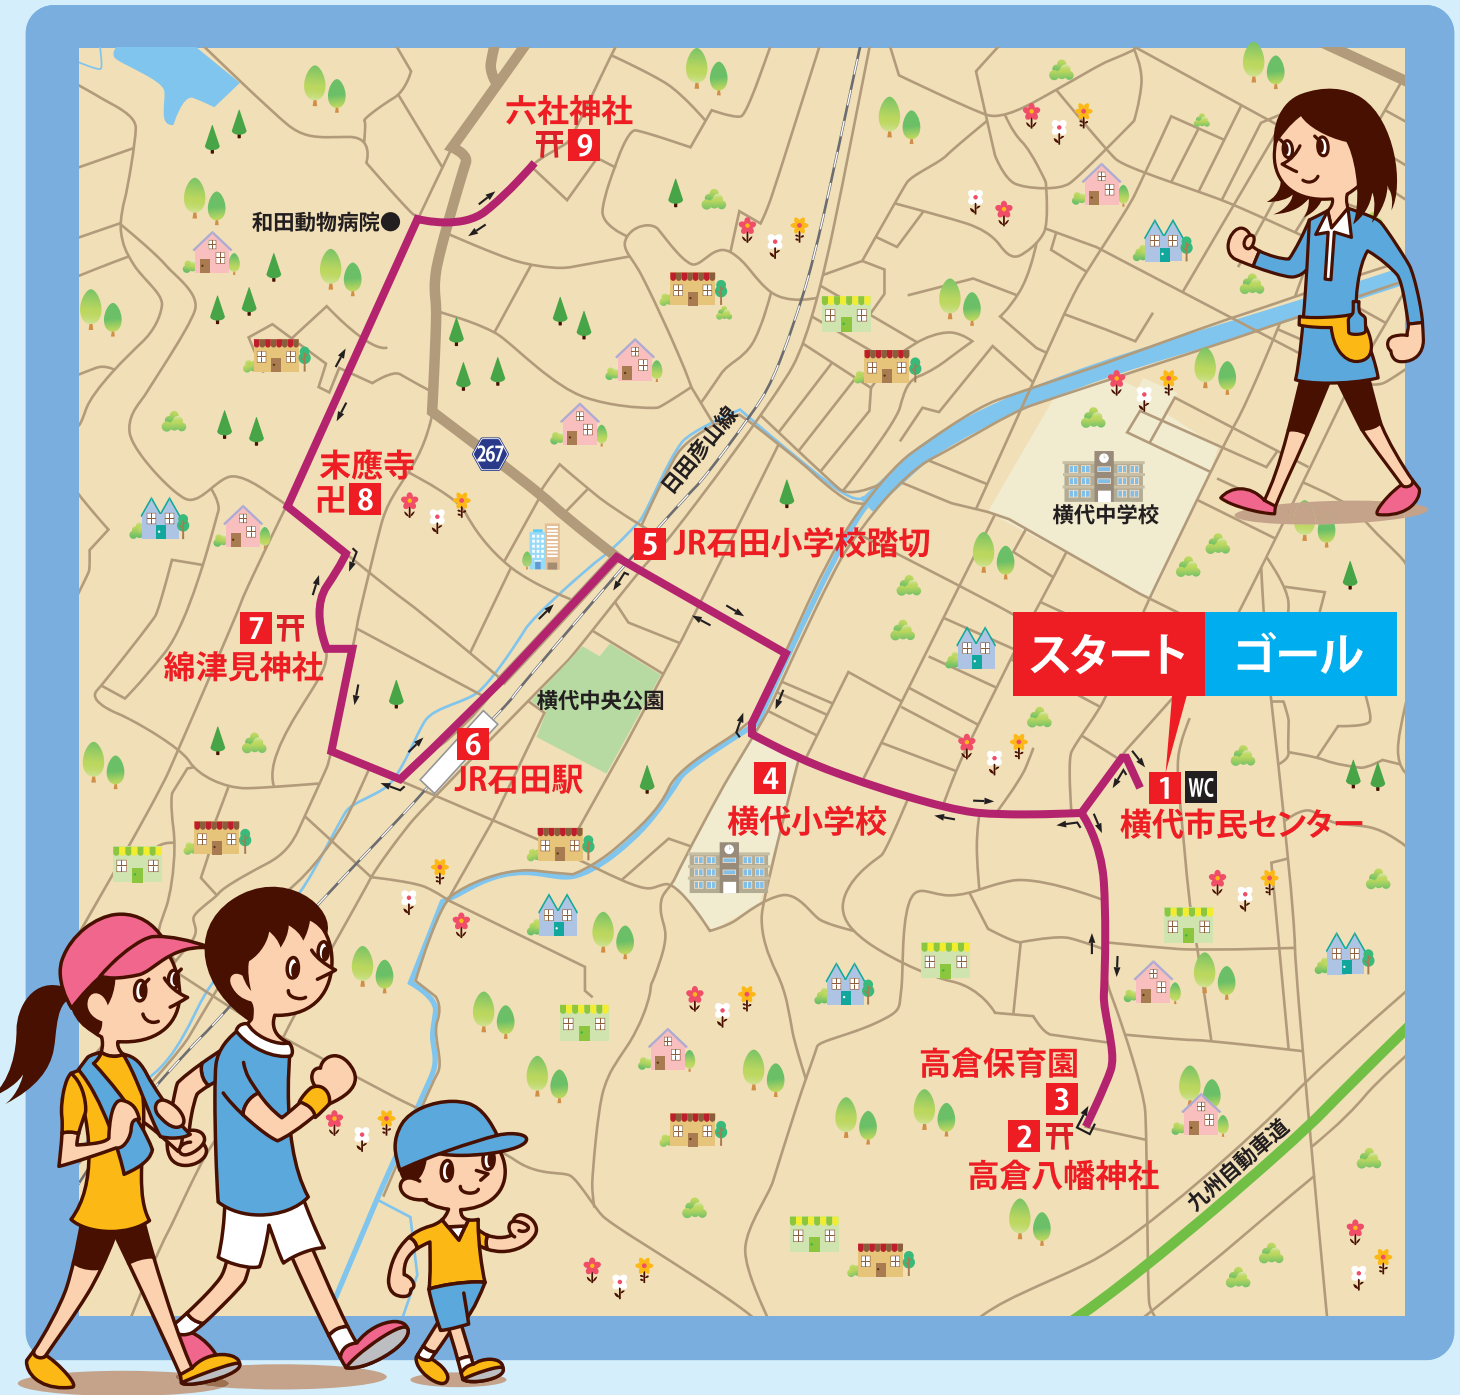 六社神社
9
和田動物病院
末應寺
卍 8
267
日田彦山線
横代中学校
5 JR石田小学校踏切
スタート ゴール
7
綿津見神社
横代中央公園
6
JR石田駅
4
横代小学校
1 WC
横代市民センター
高倉保育園
3
2
高倉八幡神社
九州自動車道